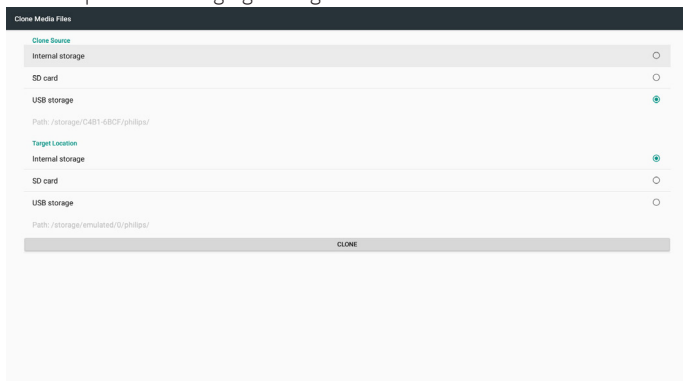 Clone Media Files
Clone Source
Internal storage
SD card
USB storage
Path: /storage/C4B1-6BCF/philips/
Target Location
Internal storage
SD card
USB storage
Path: /storage/emulated/0/philips/
CLONE